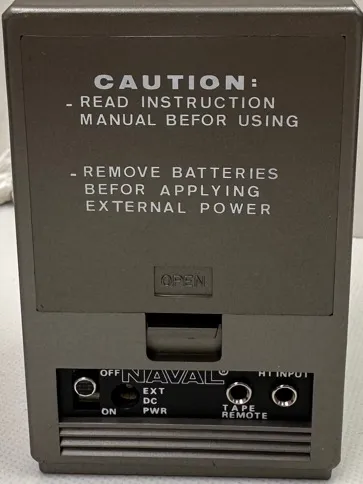 CAUTION:
- READ INSTRUCTION
MANUAL BEFOR USING
- REMOVE BATTERIES
BEFOR APPLYING
EXTERNAL POWER
OPEN
OFF NAVAL® HI INPUT
EXT
DC
ON PWR
TAPE
REMOTE